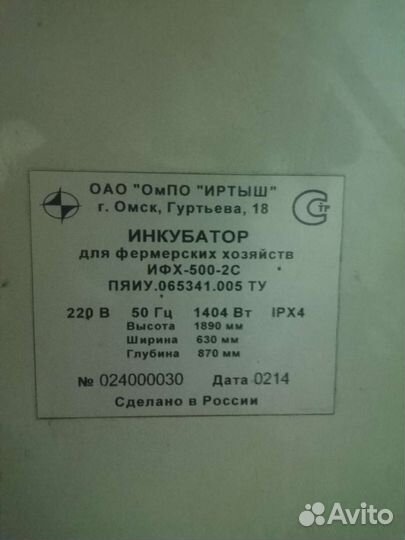 ОАО "ОмПО "ИРТЫШ"
г. Омск, Гуртьева, 18
ИНКУБАТОР
для фермерских хозяйств
ИФХ-500-2С
ПЯИУ.065341.005 ТУ
220 В 50 Гц 1404 Вт IPX4
Высота 1890 мм
Ширина 630 мм
Глубина 870 мм
№ 024000030 Дата 0214
Сделано в России
Avito